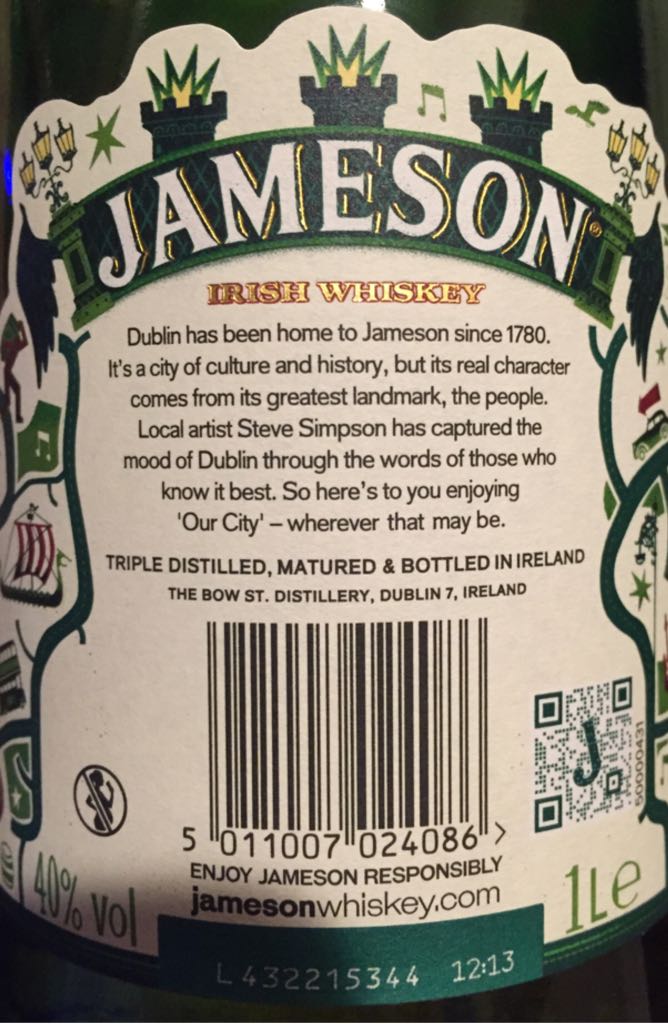 JAMESON®
IRISH WHISKEY
Dublin has been home to Jameson since 1780.
It's a city of culture and history, but its real character
comes from its greatest landmark, the people.
Local artist Steve Simpson has captured the
mood of Dublin through the words of those who
know it best. So here's to you enjoying
'Our City' – wherever that may be.
TRIPLE DISTILLED, MATURED & BOTTLED IN IRELAND
THE BOW ST. DISTILLERY, DUBLIN 7, IRELAND
J
50000431
5 011007 024086 >
ENJOY JAMESON RESPONSIBLY
jamesonwhiskey.com
40% vol
1Le
L432215344 12:13